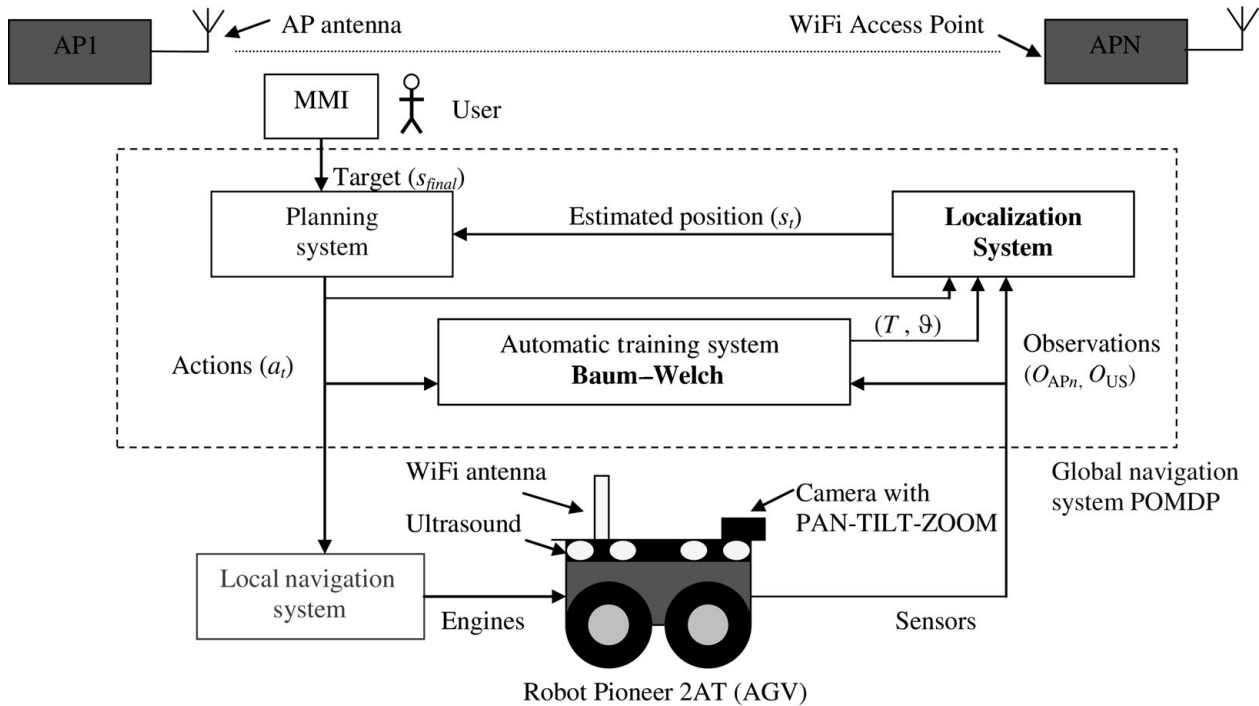 AP1
AP antenna
WiFi Access Point
APN
MMI
User
Target (s_final)
Planning
system
Estimated position (s_t)
Localization
System
(T , ϑ)
Automatic training system
Baum–Welch
Actions (a_t)
Observations
(O_APn, O_US)
WiFi antenna
Ultrasound
Camera with
PAN-TILT-ZOOM
Global navigation
system POMDP
Local navigation
system
Engines
Sensors
Robot Pioneer 2AT (AGV)